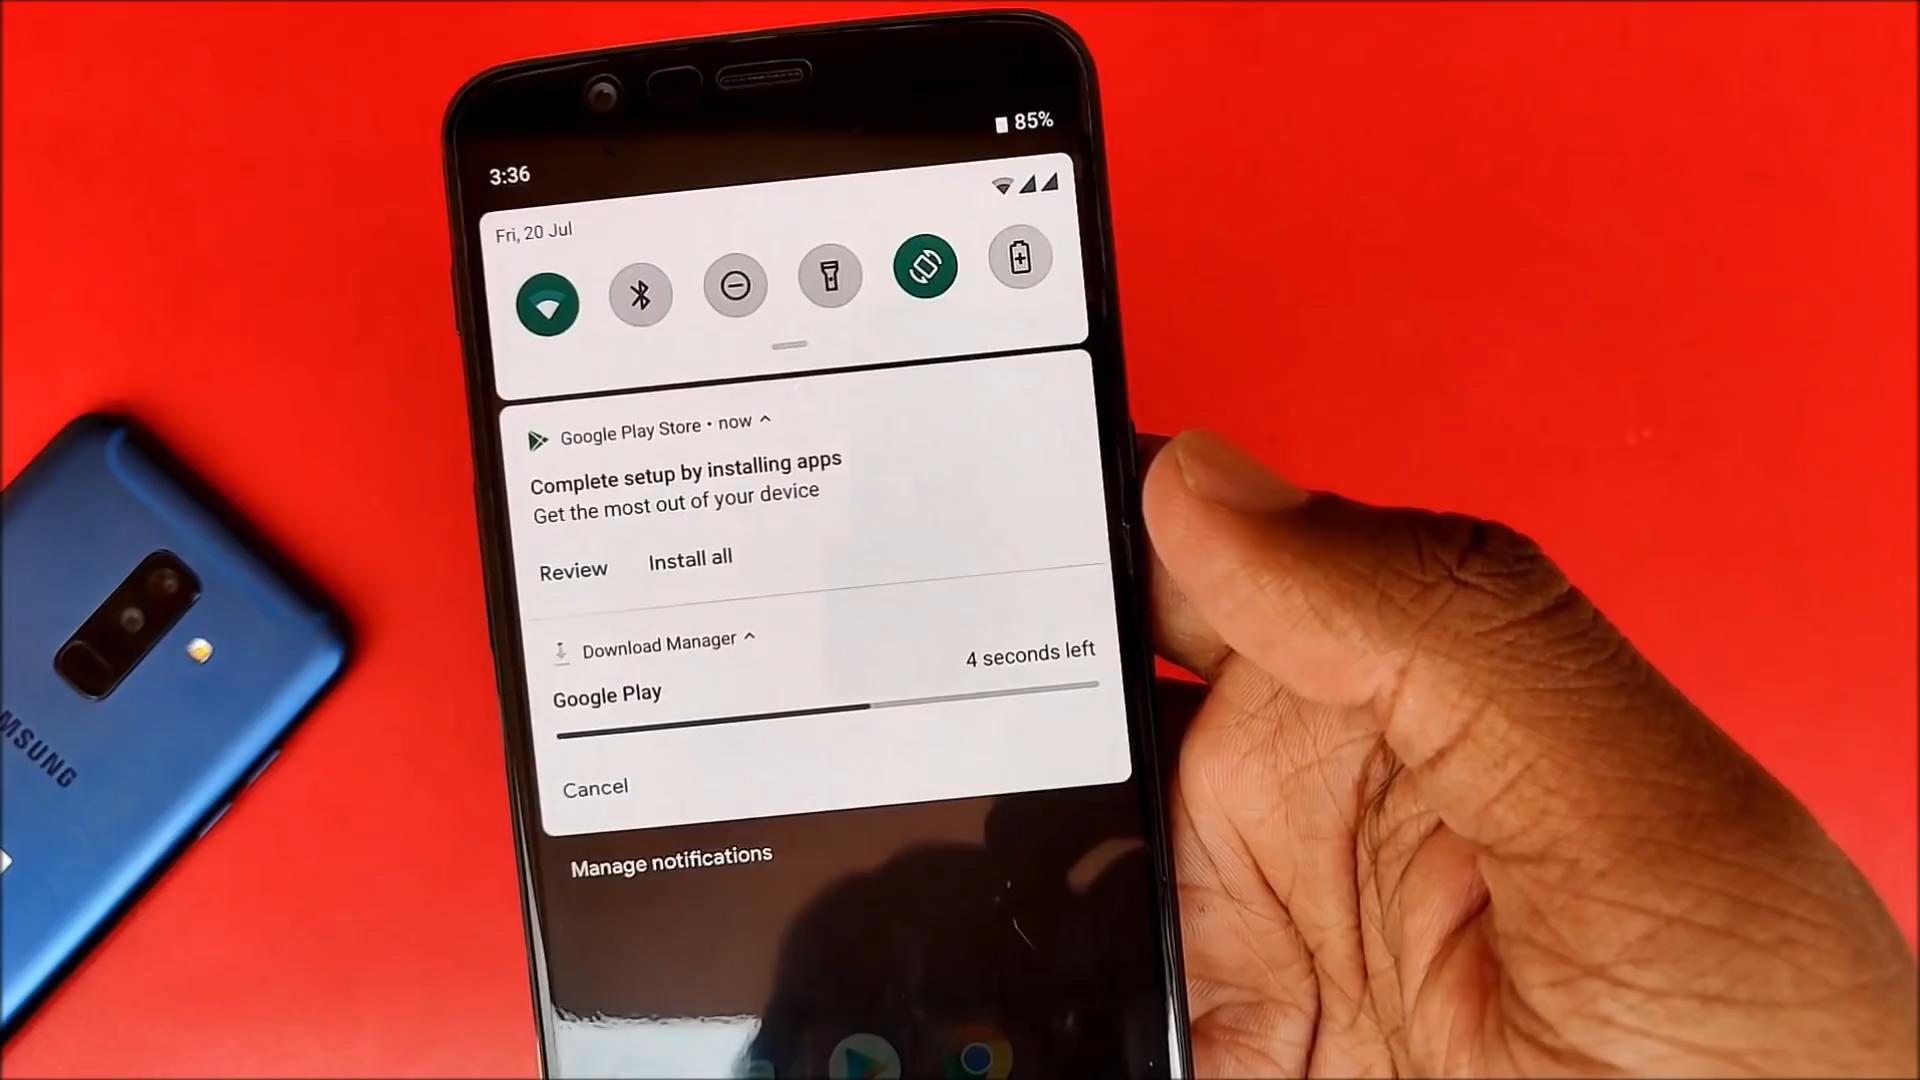 85%
3:36
Fri, 20 Jul
Google Play Store • now
Complete setup by installing apps
Get the most out of your device
Review Install all
Download Manager
4 seconds left
Google Play
Cancel
Manage notifications
MSUNG